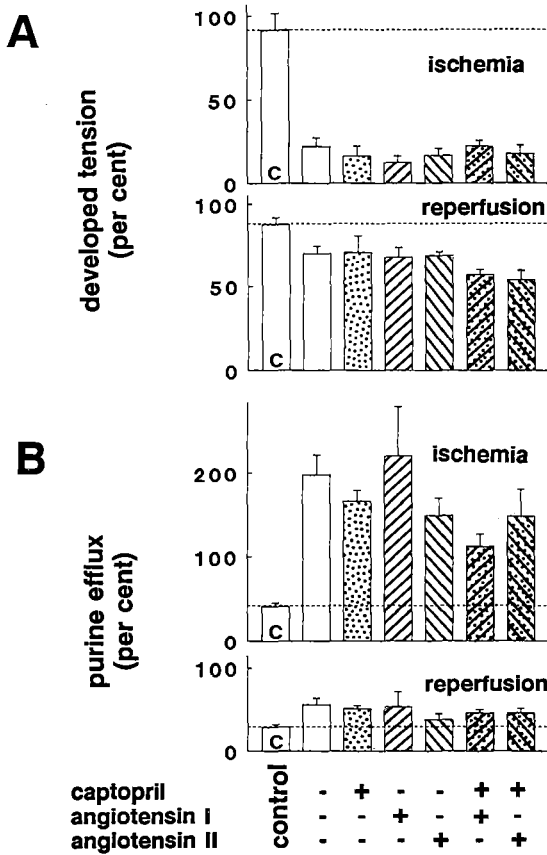 A
developed tension
(per cent)
100
50
0
ischemia
C
100
50
0
reperfusion
C
B
purine efflux
(per cent)
200
100
0
ischemia
C
100
0
reperfusion
C
control
captopril - + - - + +
angiotensin I - - + - + -
angiotensin II - - - + - +